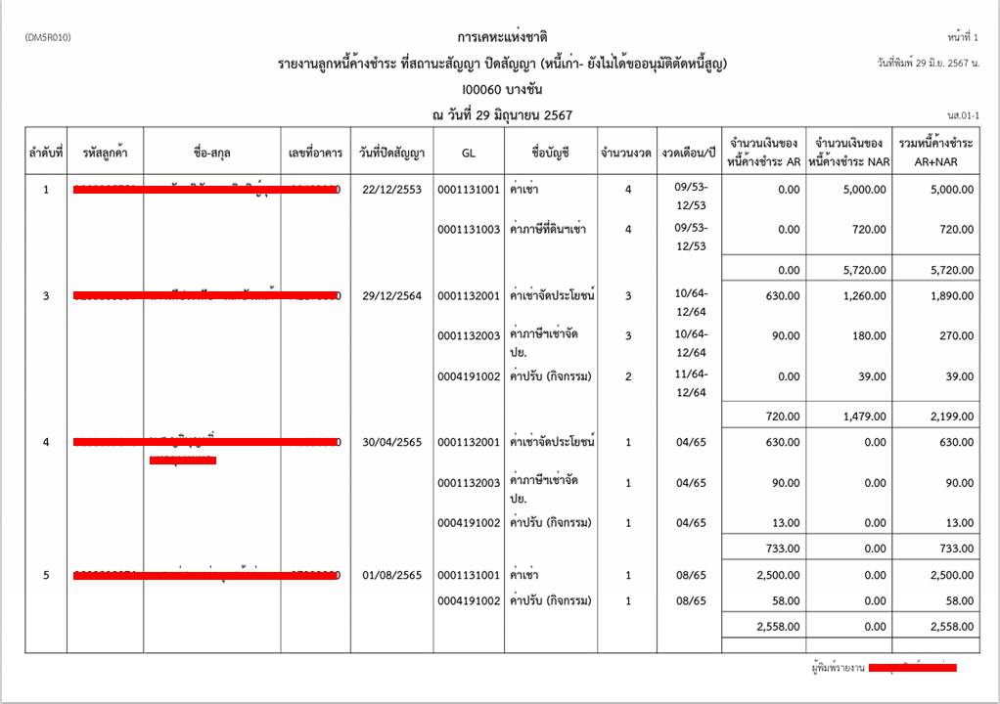 (DM5R010)
การเคหะแห่งชาติ
หน้าที่ 1
รายงานลูกหนี้ค้างชำระ ที่สถานะสัญญา ปิดสัญญา (หนี้เก่า- ยังไม่ได้ขออนุมัติตัดหนี้สูญ)
วันที่พิมพ์ 29 มิ.ย. 2567 น.
I00060 บางชัน
ณ วันที่ 29 มิถุนายน 2567
นส.01-1
ลำดับที่ รหัสลูกค้า ชื่อ-สกุล เลขที่อาคาร วันที่ปิดสัญญา GL ชื่อบัญชี จำนวนงวด งวดเดือน/ปี จำนวนเงินของ จำนวนเงินของ รวมหนี้ค้างชำระ
หนี้ค้างชำระ AR หนี้ค้างชำระ NAR AR+NAR
1 22/12/2553 0001131001 ค่าเช่า 4 09/53- 0.00 5,000.00 5,000.00
12/53
0001131003 ค่าภาษีที่ดินฯเช่า 4 09/53- 0.00 720.00 720.00
12/53
0.00 5,720.00 5,720.00
3 29/12/2564 0001132001 ค่าเช่าจัดประโยชน์ 3 10/64- 630.00 1,260.00 1,890.00
12/64
0001132003 ค่าภาษีฯเช่าจัด 3 10/64- 90.00 180.00 270.00
ปย. 12/64
0004191002 ค่าปรับ (กิจกรรม) 2 11/64- 0.00 39.00 39.00
12/64
720.00 1,479.00 2,199.00
4 30/04/2565 0001132001 ค่าเช่าจัดประโยชน์ 1 04/65 630.00 0.00 630.00
0001132003 ค่าภาษีฯเช่าจัด 1 04/65 90.00 0.00 90.00
ปย.
0004191002 ค่าปรับ (กิจกรรม) 1 04/65 13.00 0.00 13.00
733.00 0.00 733.00
5 01/08/2565 0001131001 ค่าเช่า 1 08/65 2,500.00 0.00 2,500.00
0004191002 ค่าปรับ (กิจกรรม) 1 08/65 58.00 0.00 58.00
2,558.00 0.00 2,558.00
ผู้พิมพ์รายงาน